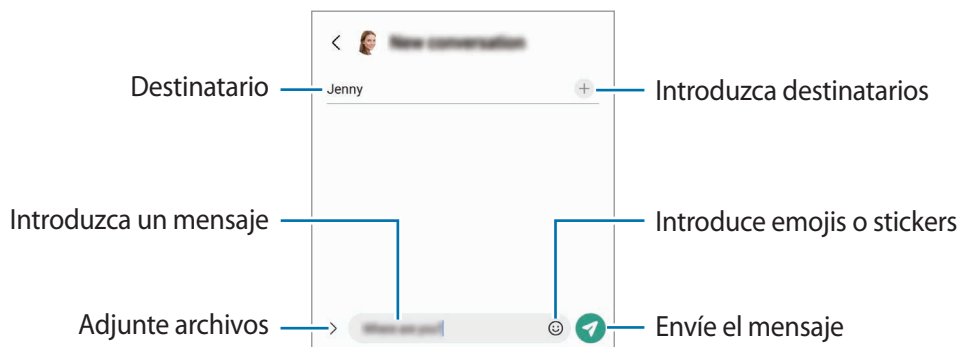 Destinatario
Jenny
Introduzca destinatarios
Introduzca un mensaje
Introduce emojis o stickers
Adjunte archivos
Envíe el mensaje